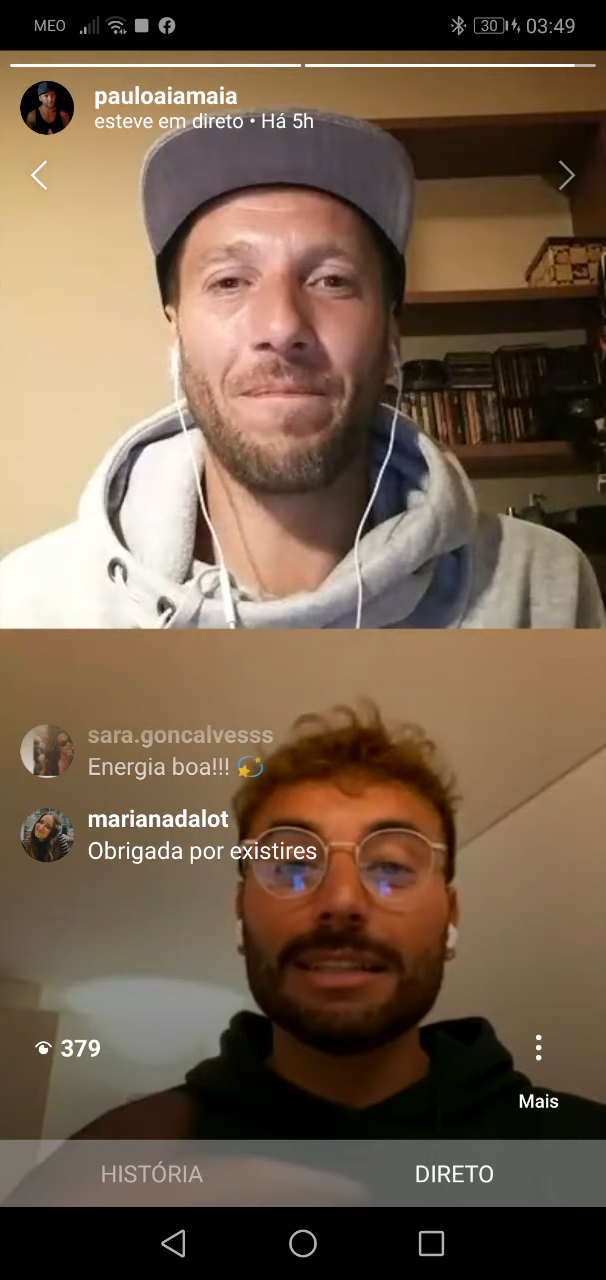 MEO
30
03:49
pauloaiamaia
esteve em direto • Há 5h
sara.goncalvesss
Energia boa!!! 💫
marianadalot
Obrigada por existires
379
Mais
HISTÓRIA
DIRETO